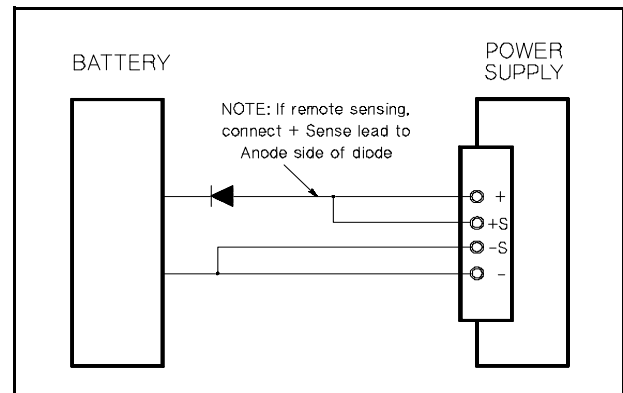 BATTERY
POWER
SUPPLY
NOTE: If remote sensing,
connect + Sense lead to
Anode side of diode
+
+S
-S
-